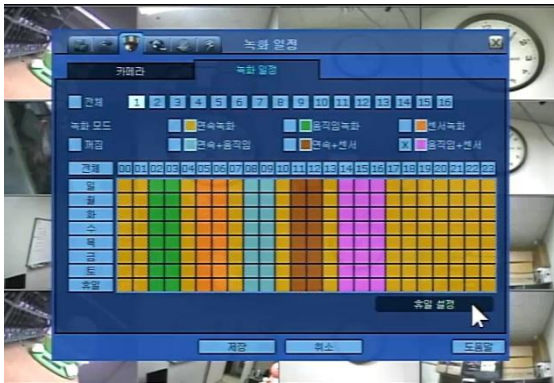 녹화 일정
카메라 녹화 일정
전체 1 2 3 4 5 6 7 8 9 10 11 12 13 14 15 16
녹화 모드 연속녹화 움직임녹화 센서녹화
꺼짐 연속+움직임 연속+센서 X 움직임+센서
전체 00 01 02 03 04 05 06 07 08 09 10 11 12 13 14 15 16 17 18 19 20 21 22 23
일
월
화
수
목
금
토
휴일
휴일 설정
저장 취소 도움말